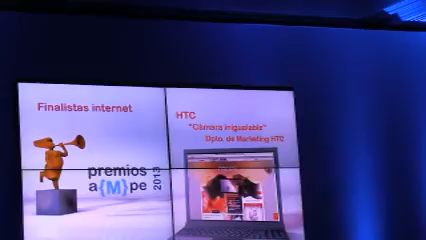 Finalistas internet
premios
a{M}pe
2013
HTC
"Cámara inigualable"
Dpto. de Marketing HTC